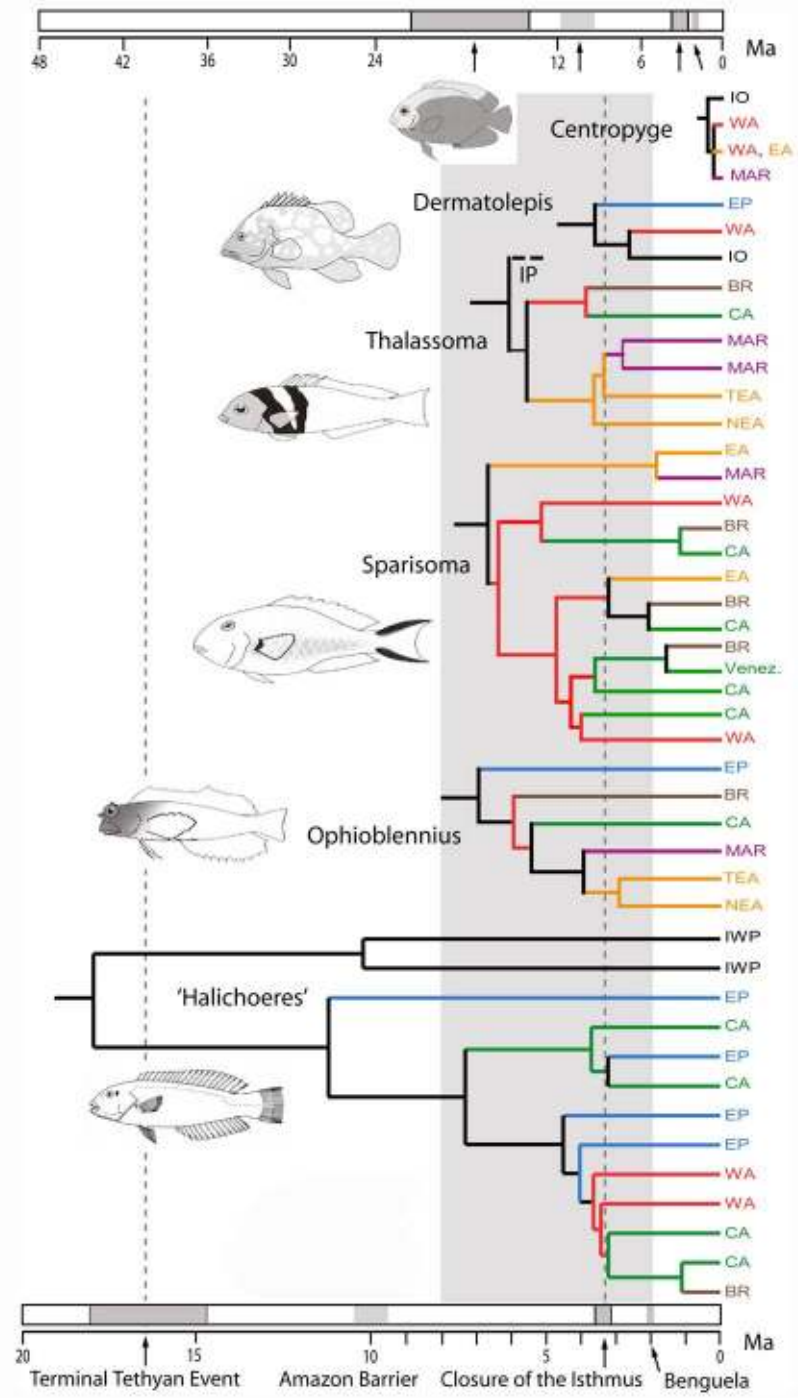 48 40 36 30 24 12 6 0 Ma
Centropyge
IO
WA
WA, EA
MAR
Dermatolepis
EP
WA
IO
IP
Thalassoma
BR
CA
MAR
MAR
TEA
NEA
Sparisoma
EA
MAR
WA
BR
CA
EA
BR
CA
BR
Venez.
CA
CA
WA
Ophioblennius
EP
BR
CA
MAR
TEA
NEA
'Halichoeres'
IWP
IWP
EP
CA
EP
CA
EP
EP
WA
WA
CA
CA
BR
20 15 10 5 0 Ma
Terminal Tethyan Event Amazon Barrier Closure of the Isthmus Benguela